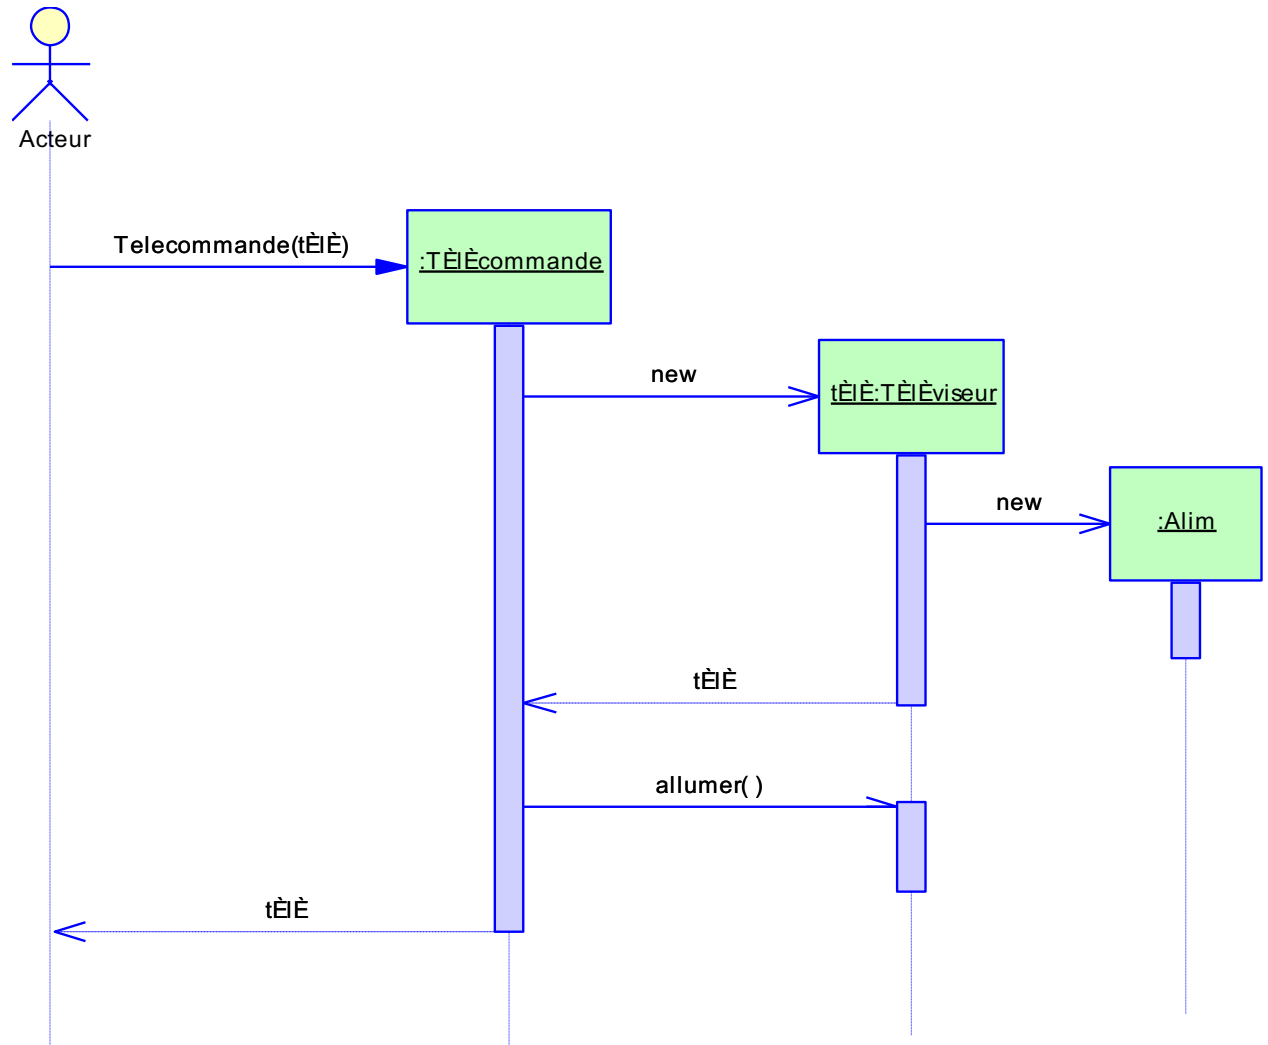 Acteur
Telecommande(tÈlÈ)
:TÈlÈcommande
new
tÈlÈ:TÈlÈviseur
new
:Alim
tÈlÈ
allumer( )
tÈlÈ